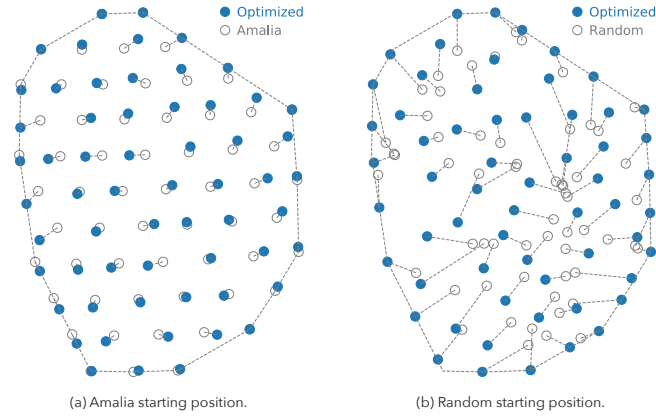 Optimized
Amalia
Optimized
Random
(a) Amalia starting position.
(b) Random starting position.